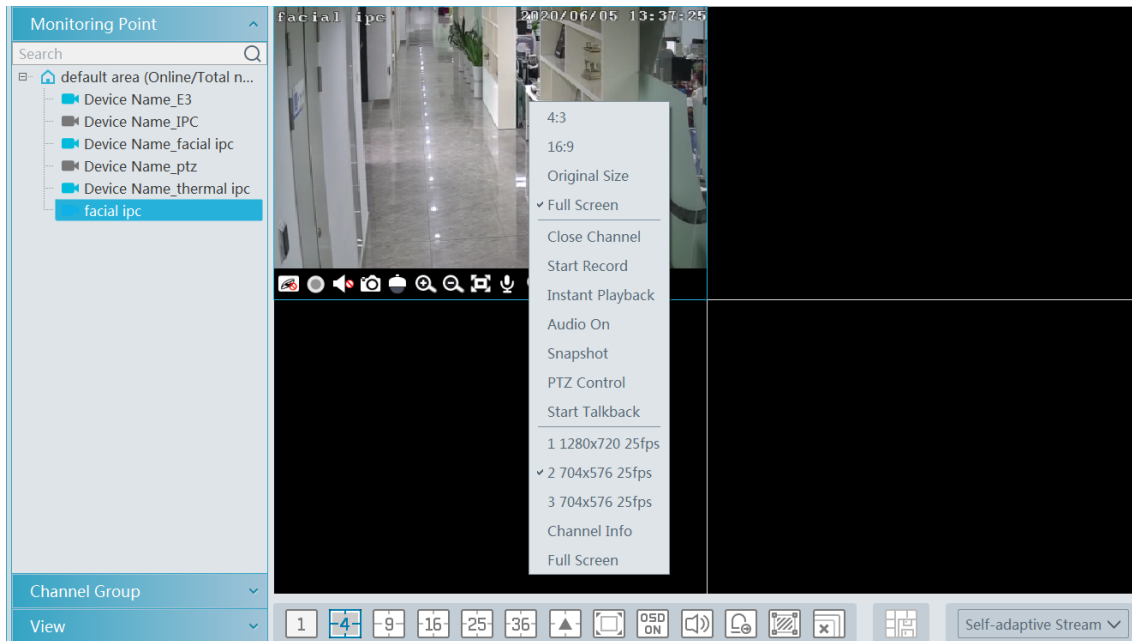 Monitoring Point
Search
default area (Online/Total n...
Device Name_E3
Device Name_IPC
Device Name_facial ipc
Device Name_ptz
Device Name_thermal ipc
facial ipc
Channel Group
View
facial ipc
2020/06/05 13:37:25
4:3
16:9
Original Size
Full Screen
Close Channel
Start Record
Instant Playback
Audio On
Snapshot
PTZ Control
Start Talkback
1 1280x720 25fps
2 704x576 25fps
3 704x576 25fps
Channel Info
Full Screen
1 4 9 16 25 36 OSD ON Self-adaptive Stream